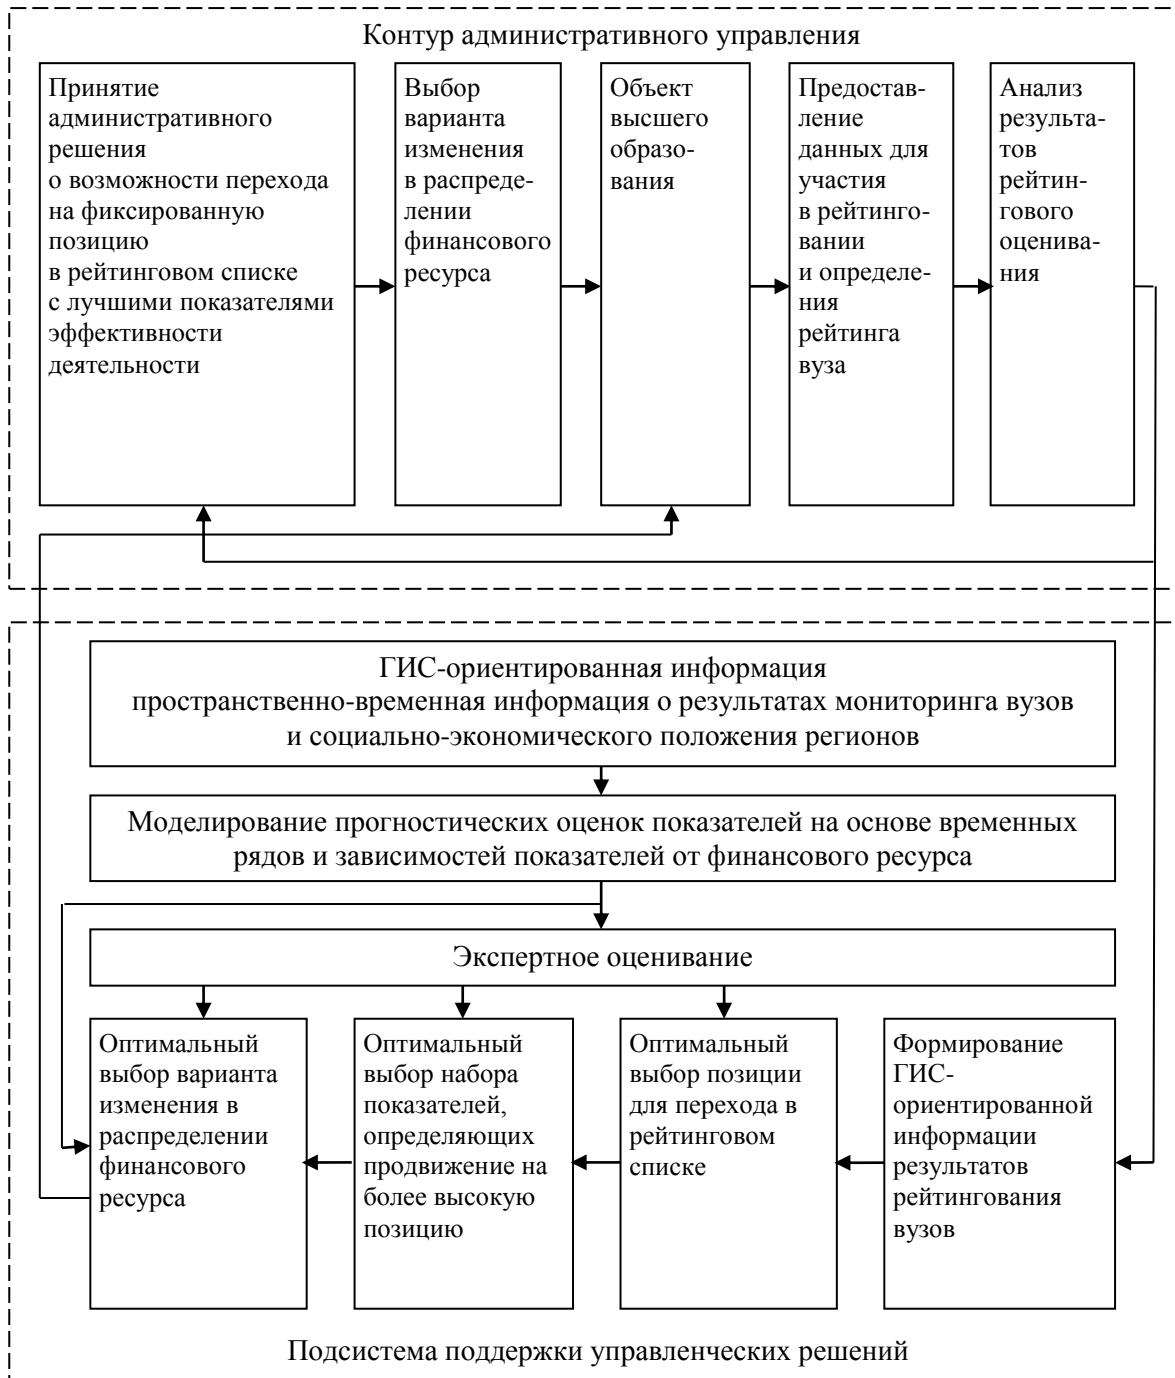 Контур административного управления
Принятие
административного
решения
о возможности перехода
на фиксированную
позицию
в рейтинговом списке
с лучшими показателями
эффективности
деятельности
Выбор
варианта
изменения
в распреде-
лении
финансового
ресурса
Объект
высшего
образо-
вания
Предостав-
ление
данных для
участия
в рейтинго-
вании
и определе-
ния
рейтинга
вуза
Анализ
результа-
тов
рейтин-
гового
оценива-
ния
ГИС-ориентированная информация
пространственно-временная информация о результатах мониторинга вузов
и социально-экономического положения регионов
Моделирование прогностических оценок показателей на основе временных
рядов и зависимостей показателей от финансового ресурса
Экспертное оценивание
Оптимальный
выбор варианта
изменения в
распределении
финансового
ресурса
Оптимальный
выбор набора
показателей,
определяющих
продвижение на
более высокую
позицию
Оптимальный
выбор позиции
для перехода в
рейтинговом
списке
Формирование
ГИС-
ориентированной
информации
результатов
рейтингования
вузов
Подсистема поддержки управленческих решений